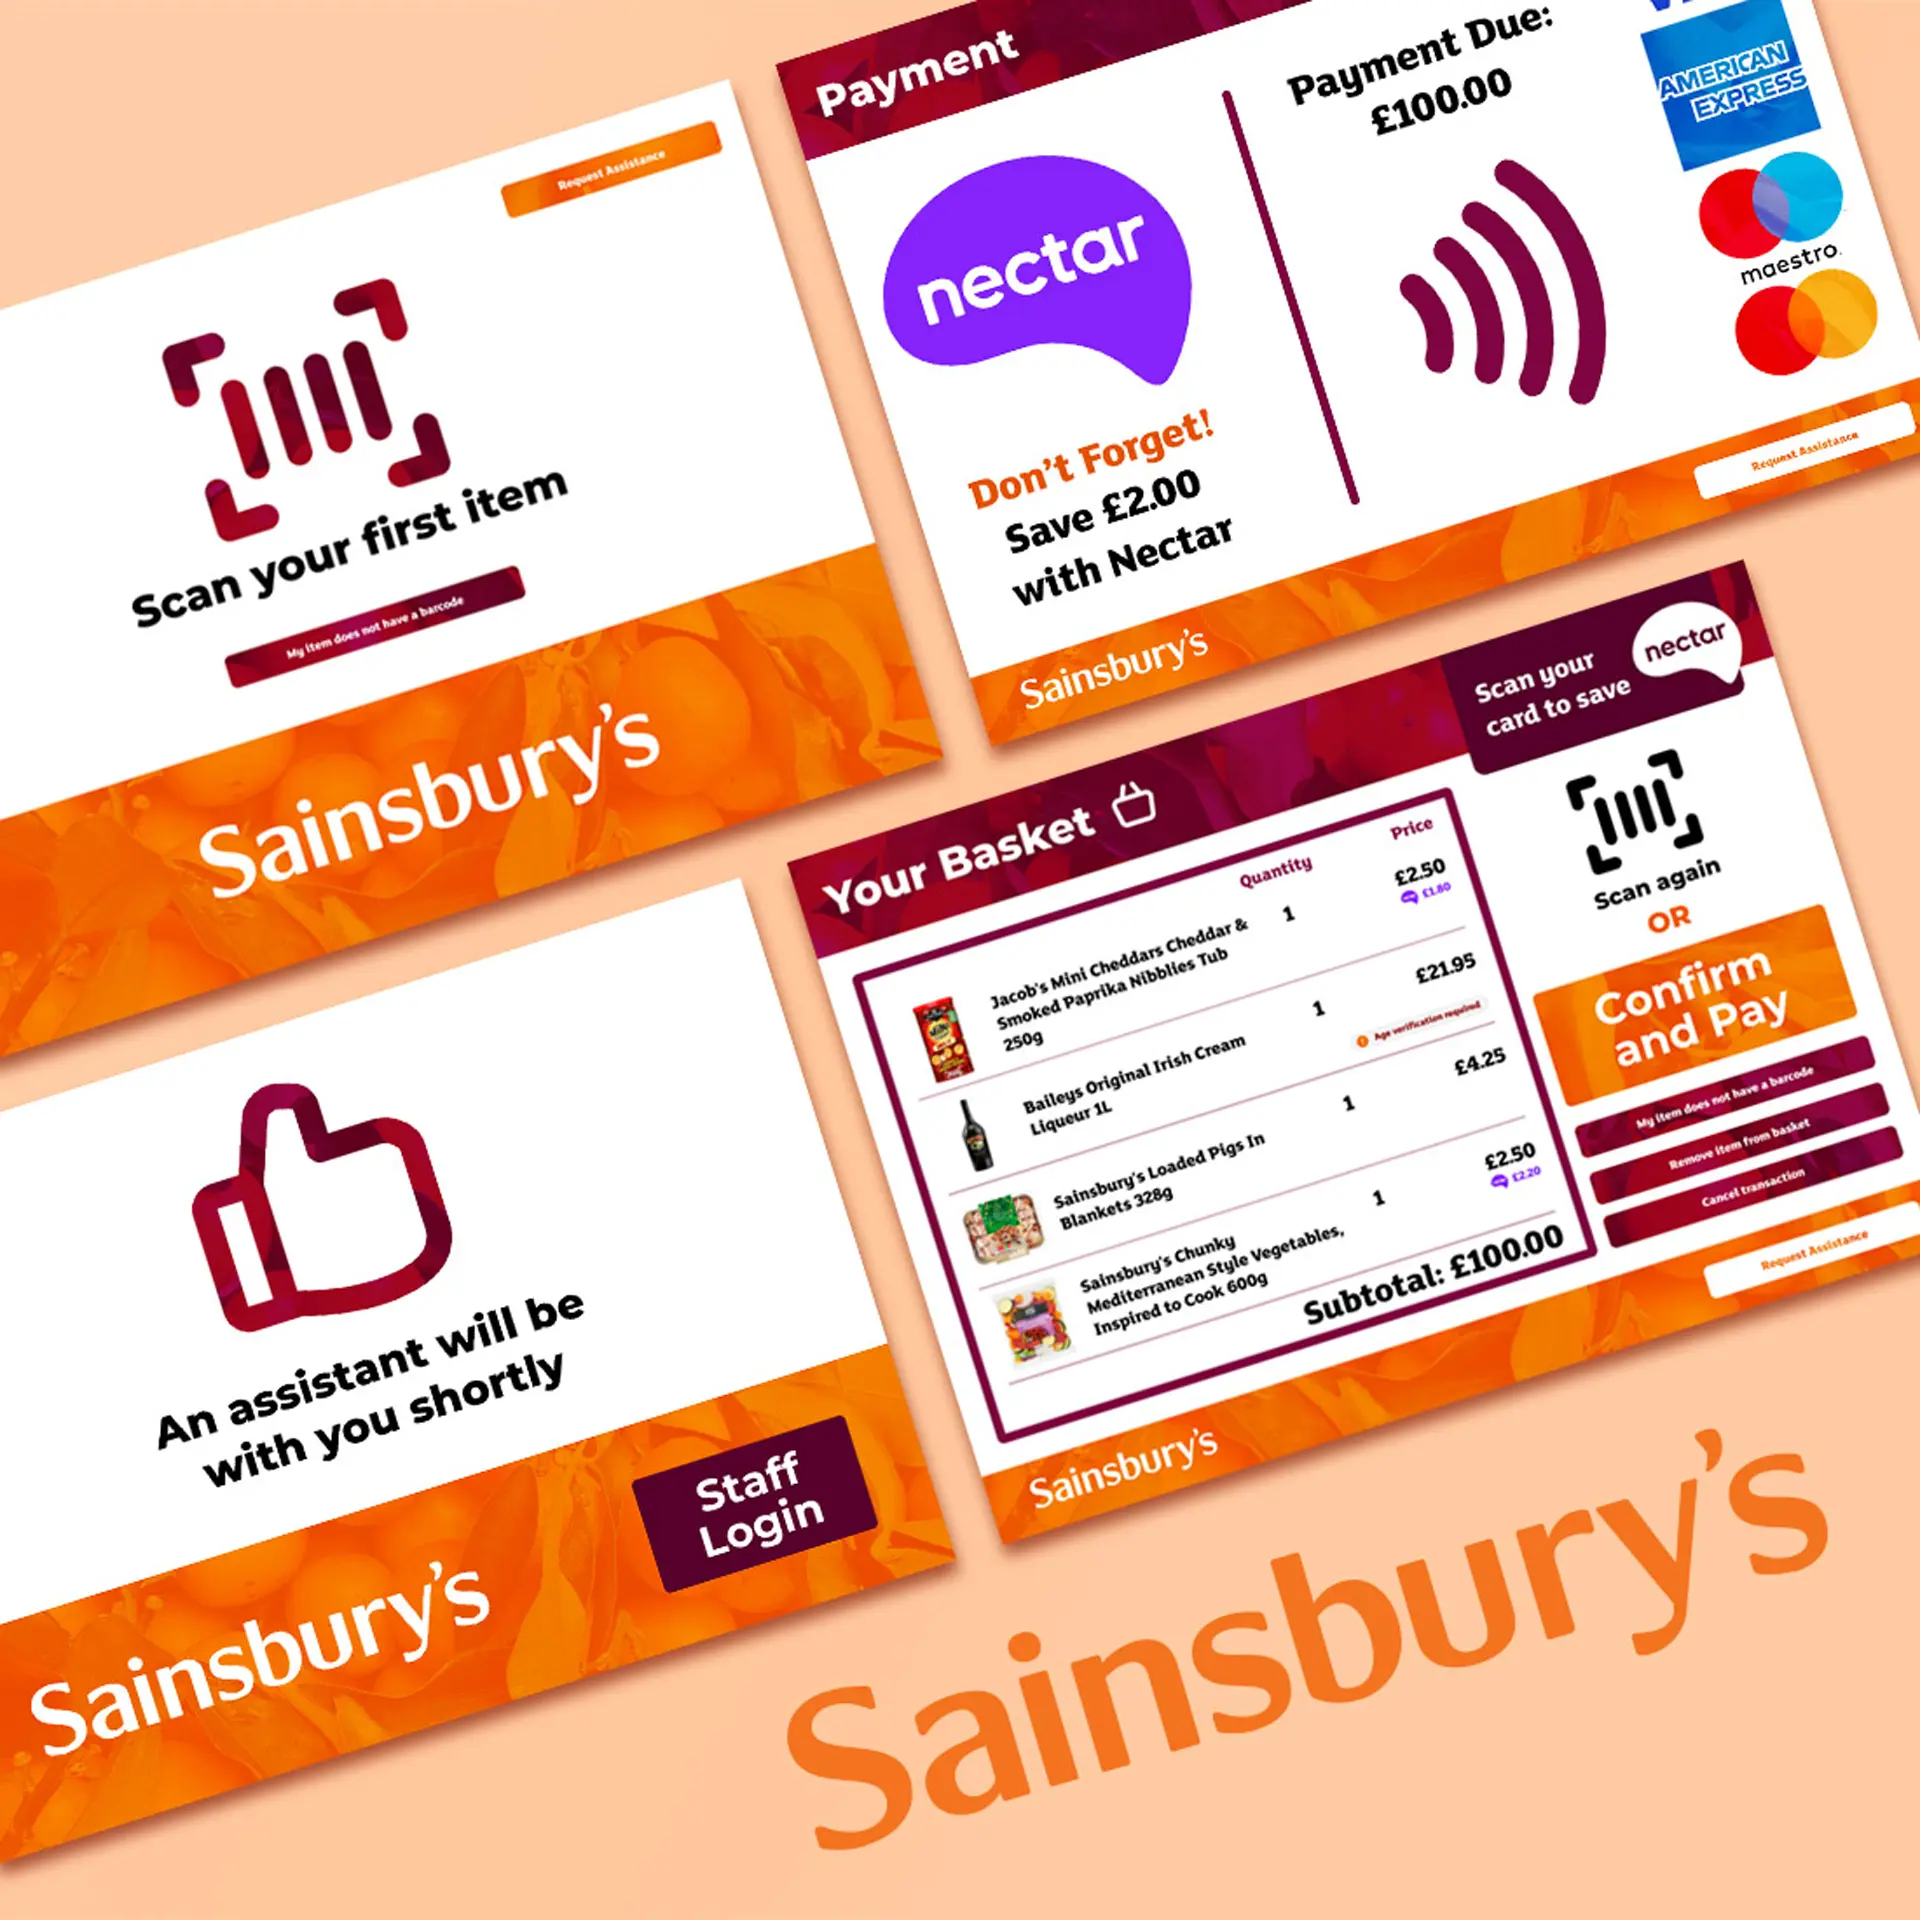 Request Assistance
Scan your first item
My item does not have a barcode
Sainsbury's
Payment
nectar
Don't Forget!
Save £2.00
with Nectar
Payment Due:
£100.00
AMERICAN
EXPRESS
maestro
Request Assistance
Sainsbury's
An assistant will be
with you shortly
Staff
Login
Sainsbury's
Your Basket
Scan your
card to save
nectar
Quantity
Price
Jacob's Mini Cheddars Cheddar &
Smoked Paprika Nibblies Tub
250g
1
£2.50
£1.80
Baileys Original Irish Cream
Liqueur 1L
1
£21.95
Age verification required
Sainsbury's Loaded Pigs In
Blankets 328g
1
£4.25
Sainsbury's Chunky
Mediterranean Style Vegetables,
Inspired to Cook 600g
1
£2.50
£2.20
Subtotal: £100.00
Scan again
OR
Confirm
and Pay
My item does not have a barcode
Remove item from basket
Cancel transaction
Request Assistance
Sainsbury's
Sainsbury's